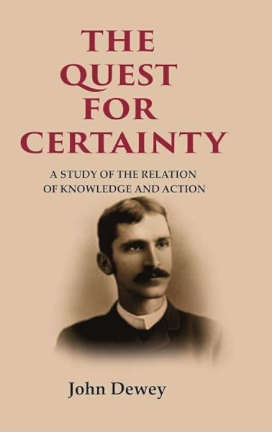 THE
QUEST
FOR
CERTAINTY
A STUDY OF THE RELATION
OF KNOWLEDGE AND ACTION
John Dewey